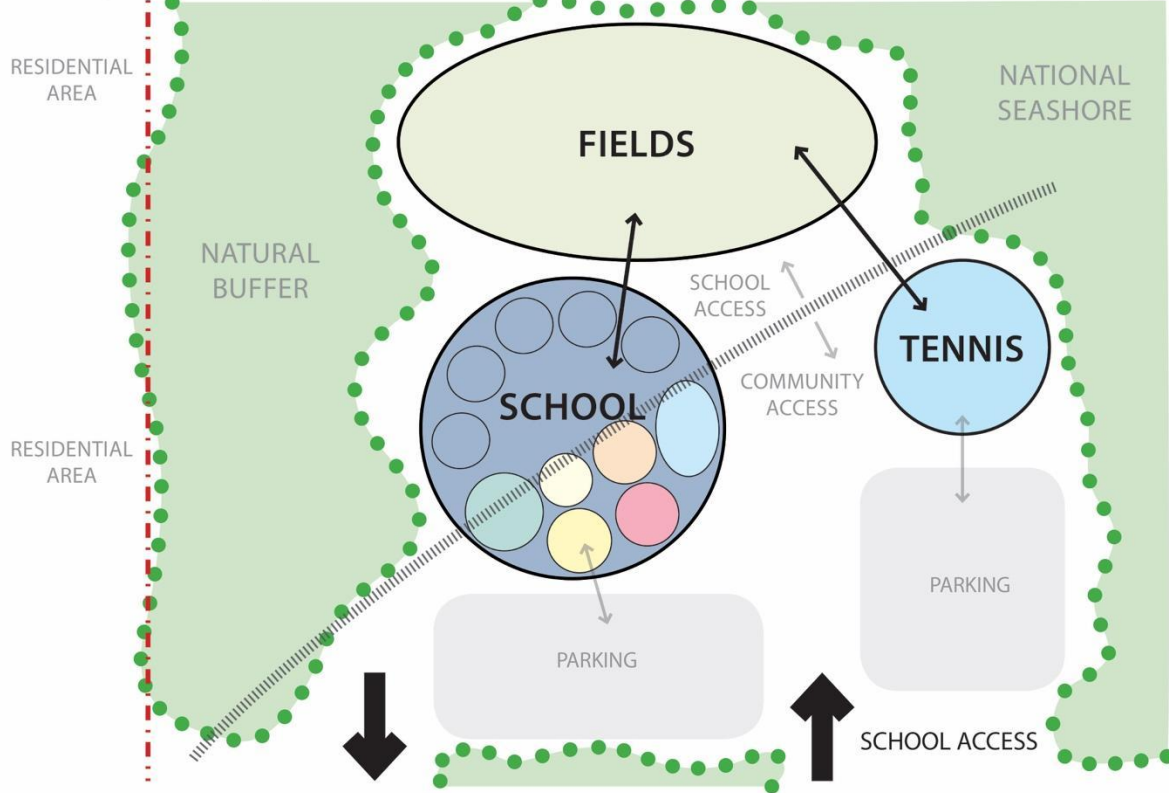 RESIDENTIAL
AREA
NATIONAL
SEASHORE
FIELDS
NATURAL
BUFFER
SCHOOL
ACCESS
TENNIS
COMMUNITY
ACCESS
SCHOOL
RESIDENTIAL
AREA
PARKING
PARKING
SCHOOL ACCESS